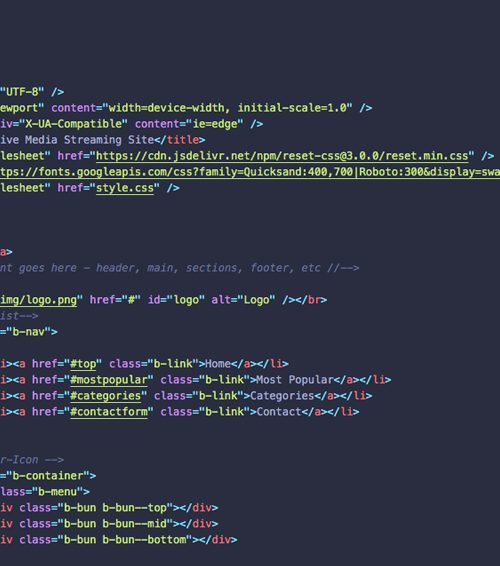 "UTF-8" />
ewport" content="width=device-width, initial-scale=1.0" />
iv="X-UA-Compatible" content="ie=edge" />
ive Media Streaming Site</title>
lesheet" href="https://cdn.jsdelivr.net/npm/reset-css@3.0.0/reset.min.css" />
tps://fonts.googleapis.com/css?family=Quicksand:400,700|Roboto:300&display=swa
lesheet" href="style.css" />
a>
nt goes here - header, main, sections, footer, etc //-->
img/logo.png" href="#" id="logo" alt="Logo" /></br>
ist-->
="b-nav">
i><a href="#top" class="b-link">Home</a></li>
i><a href="#mostpopular" class="b-link">Most Popular</a></li>
i><a href="#categories" class="b-link">Categories</a></li>
i><a href="#contactform" class="b-link">Contact</a></li>
r-Icon -->
="b-container">
lass="b-menu">
iv class="b-bun b-bun--top"></div>
iv class="b-bun b-bun--mid"></div>
iv class="b-bun b-bun--bottom"></div>